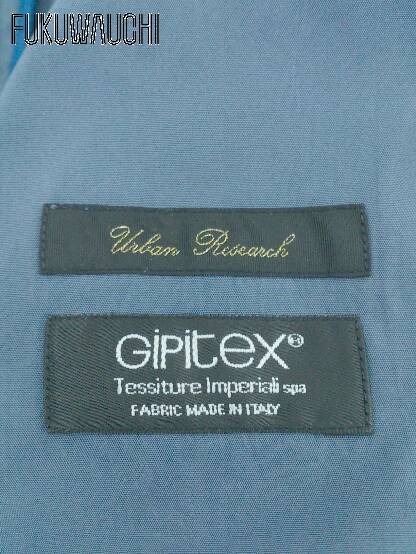 FUKUWAUCHI
Urban Research
GiPitex®
Tessiture Imperiali spa
FABRIC MADE IN ITALY